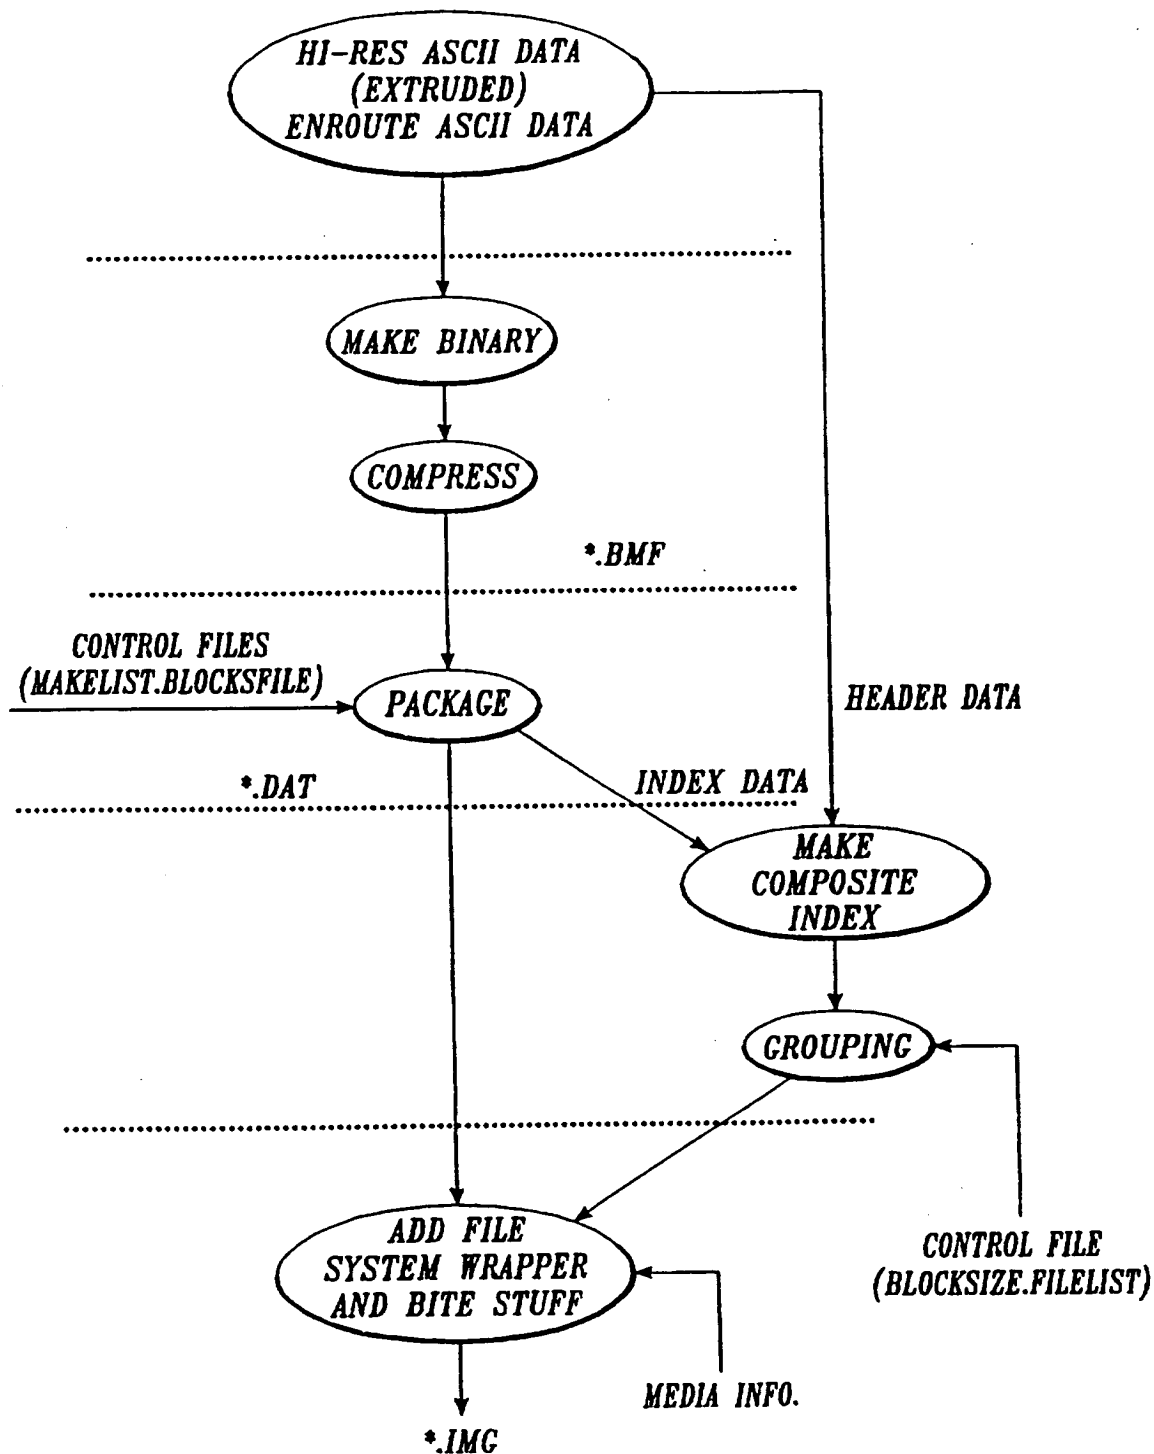 HI-RES ASCII DATA
(EXTRUDED)
ENROUTE ASCII DATA
MAKE BINARY
COMPRESS
*.BMF
CONTROL FILES
(MAKELIST.BLOCKSFILE)
PACKAGE
HEADER DATA
*.DAT
INDEX DATA
MAKE
COMPOSITE
INDEX
GROUPING
ADD FILE
SYSTEM WRAPPER
AND BITE STUFF
CONTROL FILE
(BLOCKSIZE.FILELIST)
MEDIA INFO.
*.IMG